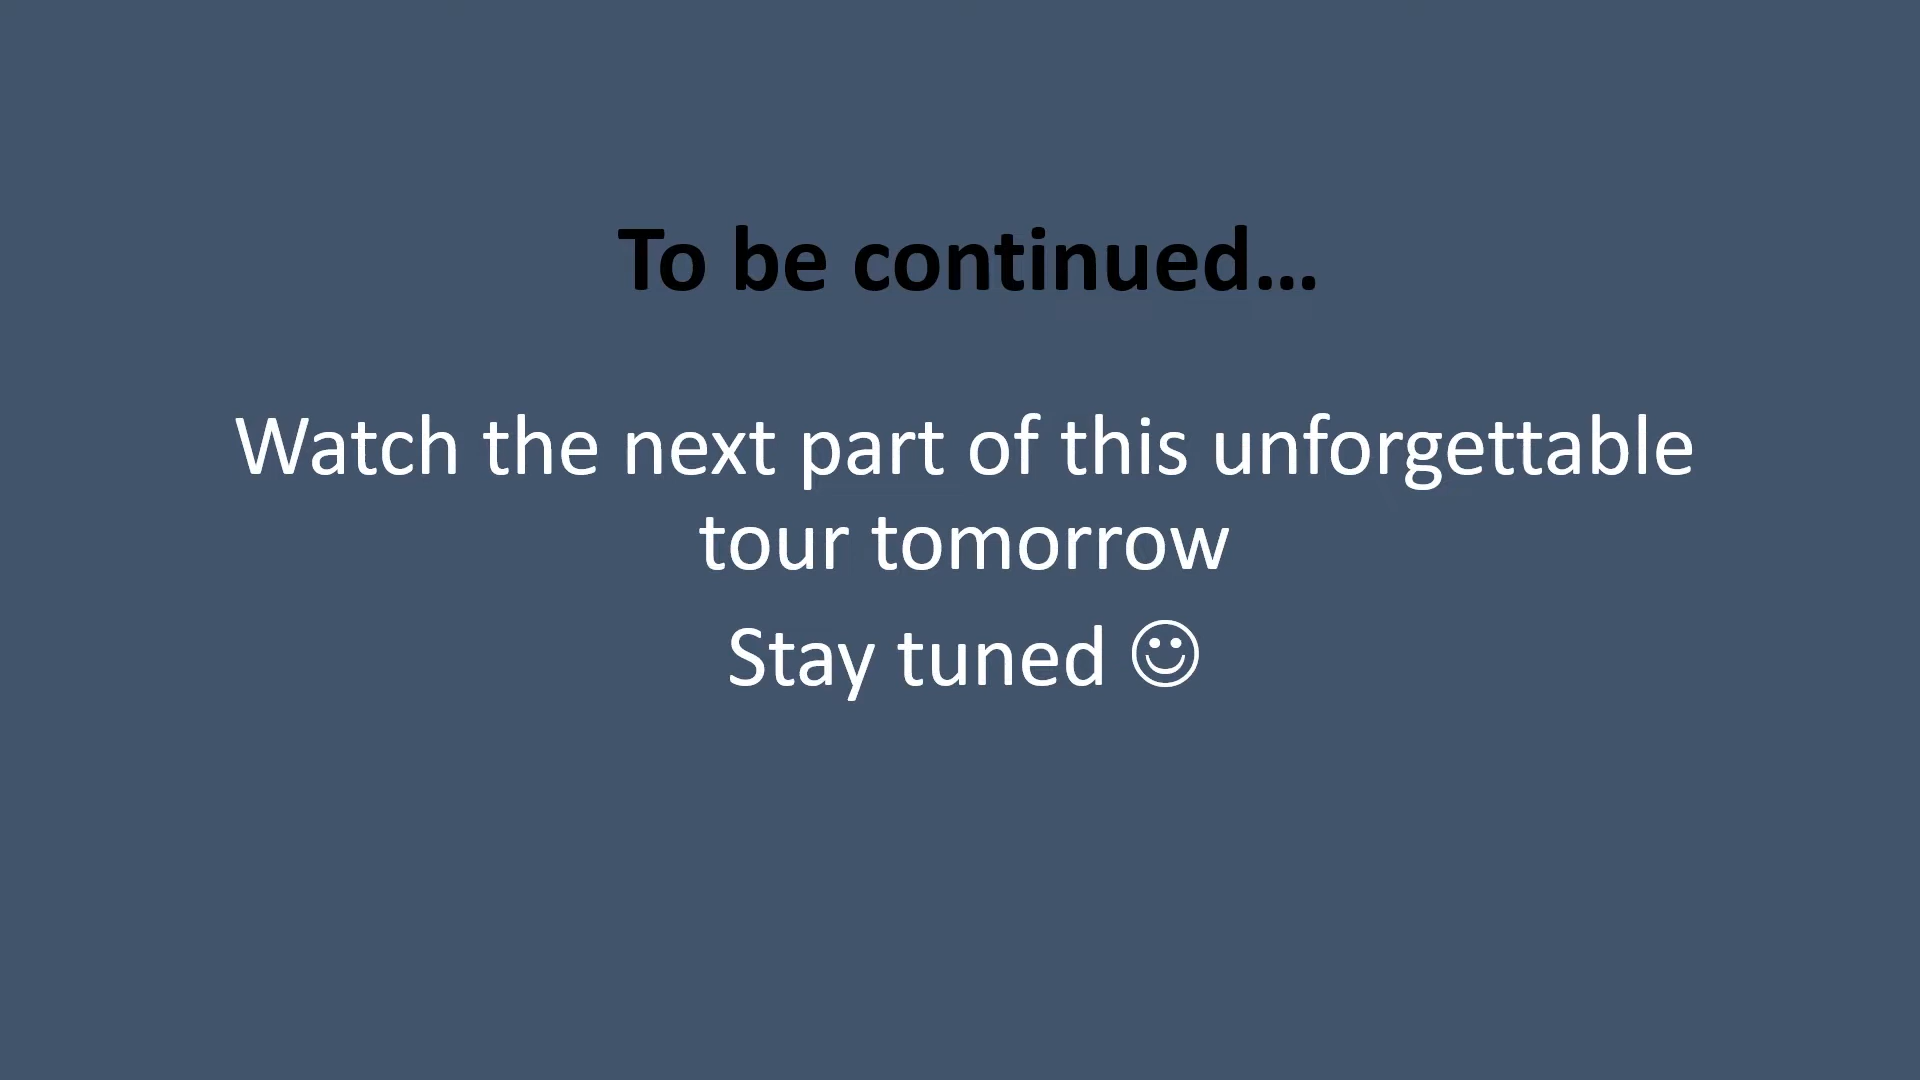 To be continued...
Watch the next part of this unforgettable
tour tomorrow
Stay tuned ☺